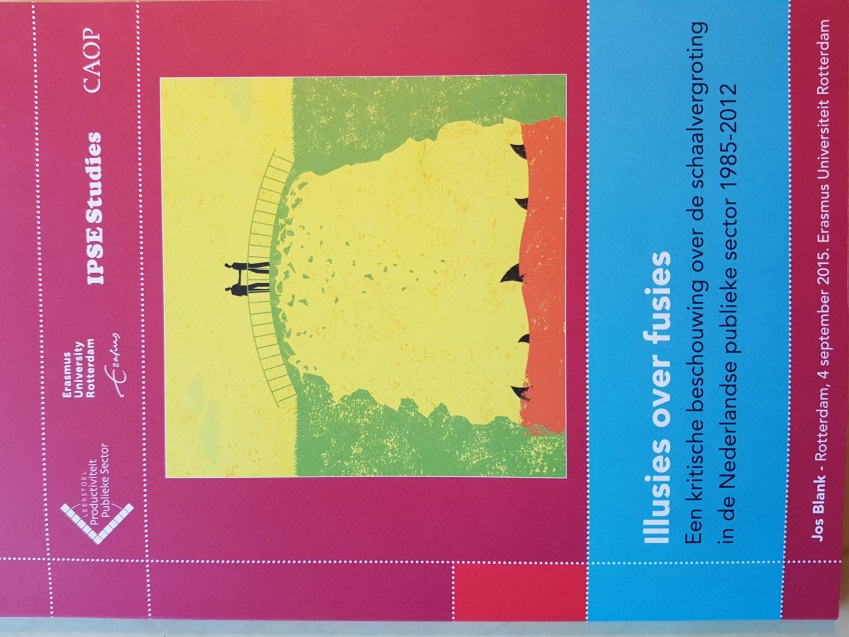 LEERSTOEL
Productiviteit
Publieke Sector
Erasmus
University
Rotterdam
Erasmus
IPSE Studies
CAOP
Illusies over fusies
Een kritische beschouwing over de schaalvergroting
in de Nederlandse publieke sector 1985-2012
Jos Blank - Rotterdam, 4 september 2015. Erasmus Universiteit Rotterdam